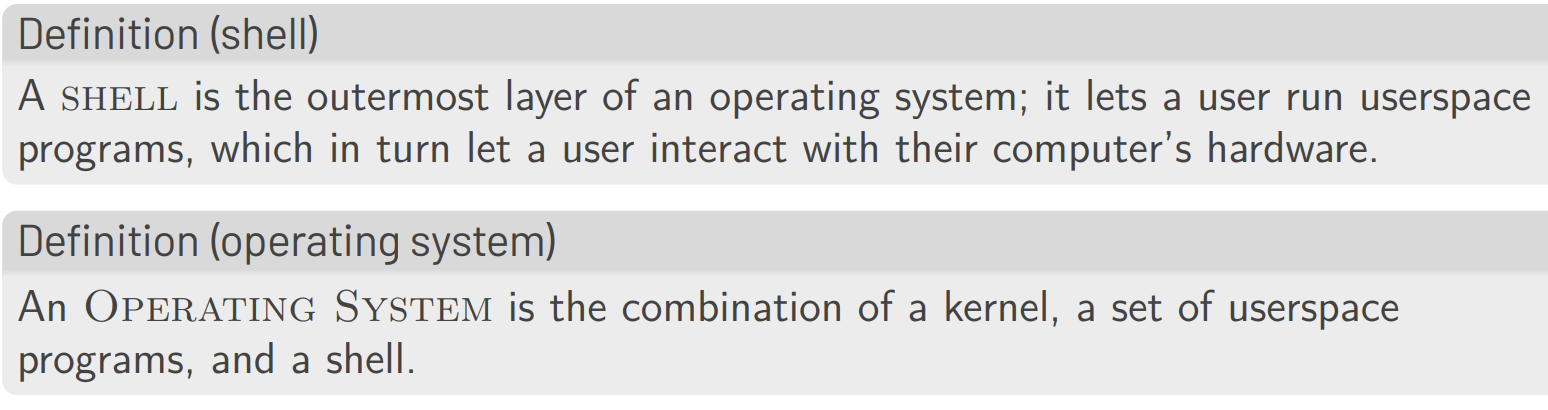 Definition (shell)
A SHELL is the outermost layer of an operating system; it lets a user run userspace
programs, which in turn let a user interact with their computer's hardware.
Definition (operating system)
An OPERATING SYSTEM is the combination of a kernel, a set of userspace
programs, and a shell.